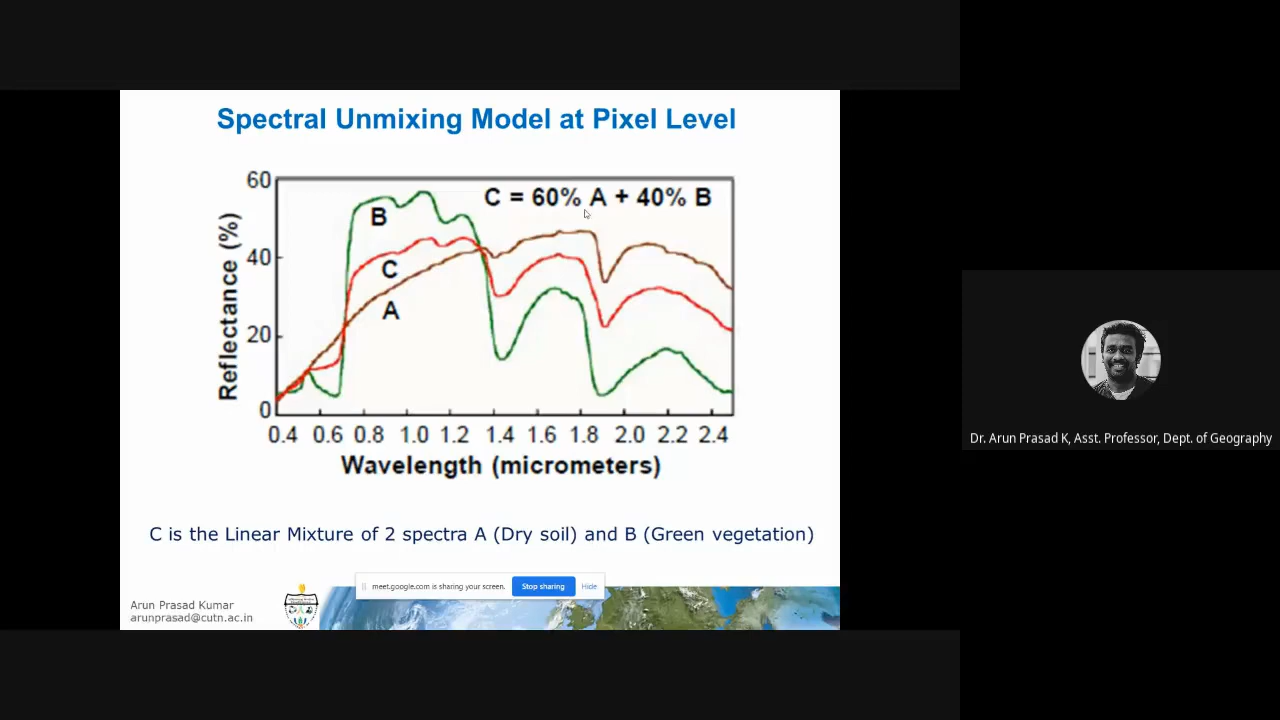 Spectral Unmixing Model at Pixel Level
60
C = 60% A + 40% B
B
40
C
A
20
0
Reflectance (%)
0.4 0.6 0.8 1.0 1.2 1.4 1.6 1.8 2.0 2.2 2.4
Wavelength (micrometers)
C is the Linear Mixture of 2 spectra A (Dry soil) and B (Green vegetation)
meet.google.com is sharing your screen. Stop sharing Hide
Arun Prasad Kumar
arunprasad@cutn.ac.in
Dr. Arun Prasad K, Asst. Professor, Dept. of Geography